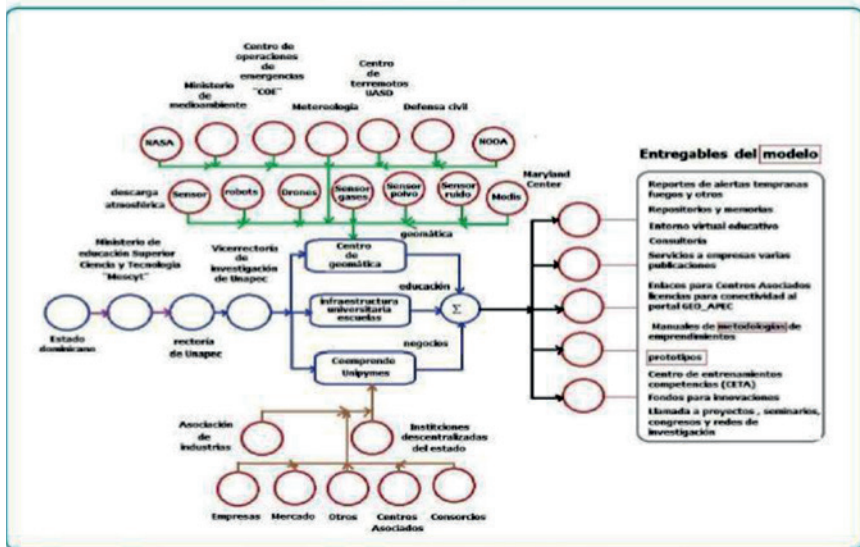 Centro de
operaciones
de
emergencias
"COE"
Centro
de
terremotos
UASD
Ministerio
de
medioambiente
Metereologia
Defensa civil
NASA
NOOA
descarga
atmosférica
Sensor
robots
Drones
Sensor
gases
Sensor
polvo
Sensor
ruido
Modis
Maryland
Center
geomática
Ministerio de
educación Superior
Ciencia y Tecnología
"Mescyt"
Vicerrectoría
de
investigación
de Unapec
Centro
de
geomática
educación
infraestructura
universitaria
escuelas
Σ
negocios
Coemprende
Unipymes
Estado
dominicano
rectoría
de Unapec
Asociación
de
industrias
Instituciones
descentralizadas
del estado
Empresas
Mercado
Otros
Centros
Asociados
Consorcios
Entregables del modelo
Reportes de alertas tempranas
fuegos y otros
Repositorios y memorias
Entorno virtual educativo
Consultoría
Servicios a empresas varias
publicaciones
Enlaces para Centros Asociados
licencias para conectividad al
portal GEO_APEC
Manuales de metodologías de
emprendimientos
prototipos
Centro de entrenamientos
competencias (CETA)
Fondos para innovaciones
Llamada a proyectos , seminarios,
congresos y redes de
investigación